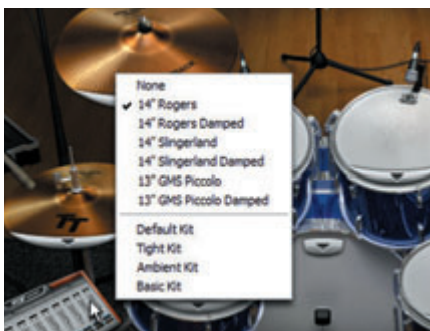 None
✔ 14" Rogers
14" Rogers Damped
14" Slingerland
14" Slingerland Damped
13" GMS Piccolo
13" GMS Piccolo Damped
Default Kit
Tight Kit
Ambient Kit
Basic Kit